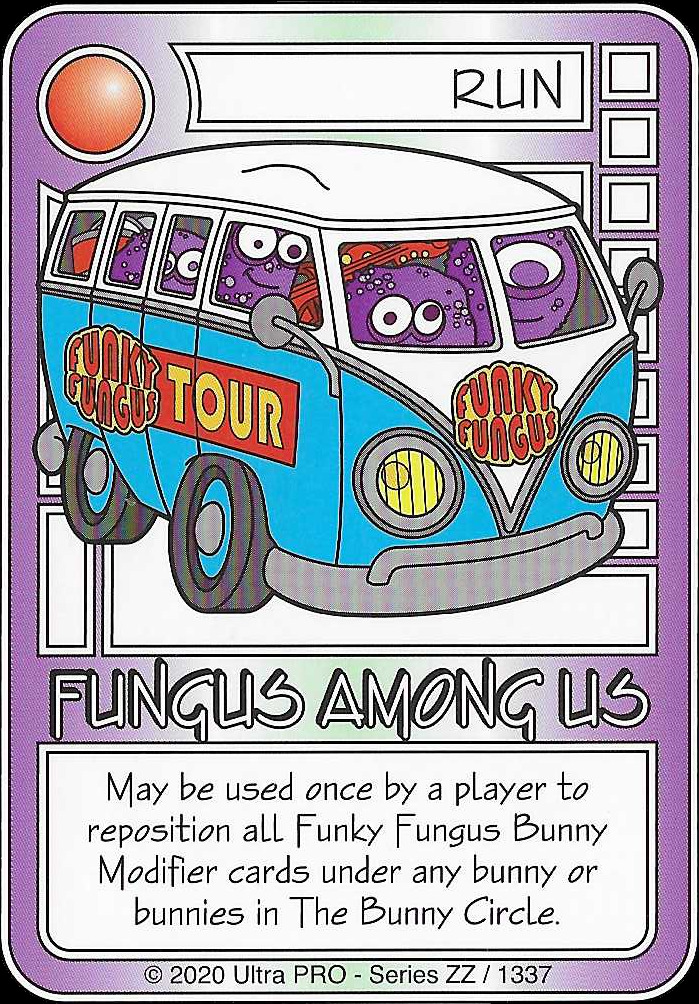 RUN
FUNKY
FUNGUS
TOUR
FUNKY
FUNGUS
FUNGUS AMONG US
May be used once by a player to
reposition all Funky Fungus Bunny
Modifier cards under any bunny or
bunnies in The Bunny Circle.
© 2020 Ultra PRO - Series ZZ / 1337